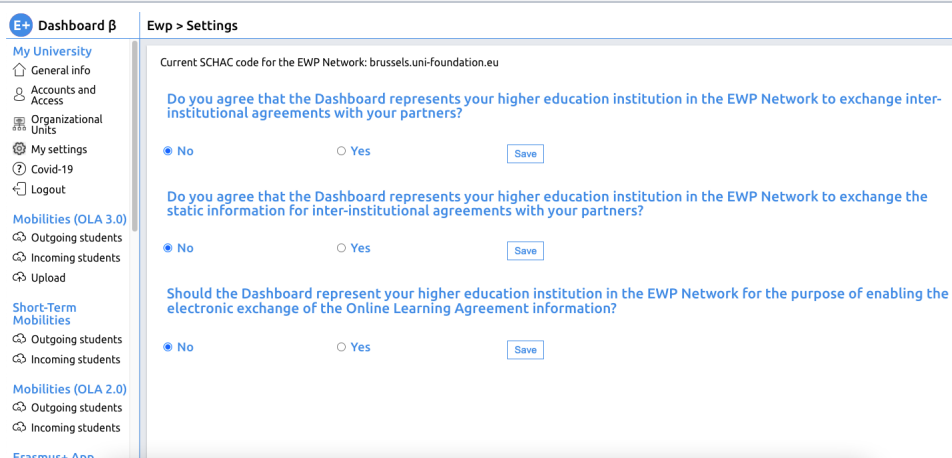 E+ Dashboard β
Ewp > Settings
My University
General info
Accounts and
Access
Organizational
Units
My settings
Covid-19
Logout
Mobilities (OLA 3.0)
Outgoing students
Incoming students
Upload
Short-Term
Mobilities
Outgoing students
Incoming students
Mobilities (OLA 2.0)
Outgoing students
Incoming students
Erasmus+ App
Current SCHAC code for the EWP Network: brussels.uni-foundation.eu
Do you agree that the Dashboard represents your higher education institution in the EWP Network to exchange inter-
institutional agreements with your partners?
No Yes Save
Do you agree that the Dashboard represents your higher education institution in the EWP Network to exchange the
static information for inter-institutional agreements with your partners?
No Yes Save
Should the Dashboard represent your higher education institution in the EWP Network for the purpose of enabling the
electronic exchange of the Online Learning Agreement information?
No Yes Save